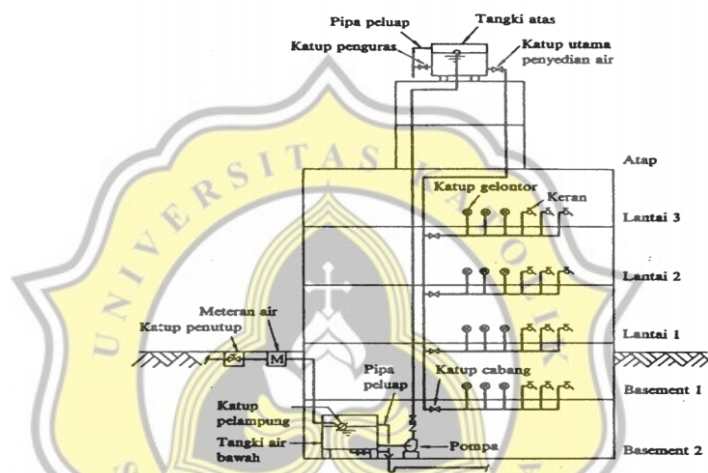 Pipa peluap
Tangki atas
Katup penguras
Katup utama
penyedian air
Atap
Katup gelontor
Keran
Lantai 3
Lantai 2
Meteran air
Katup penutup
Lantai 1
M
Pipa
peluap
Katup cabang
Basement 1
Katup
pelampung
Tangki air
bawah
Pompa
Basement 2
UNIVERSITAS KATOLIK
S